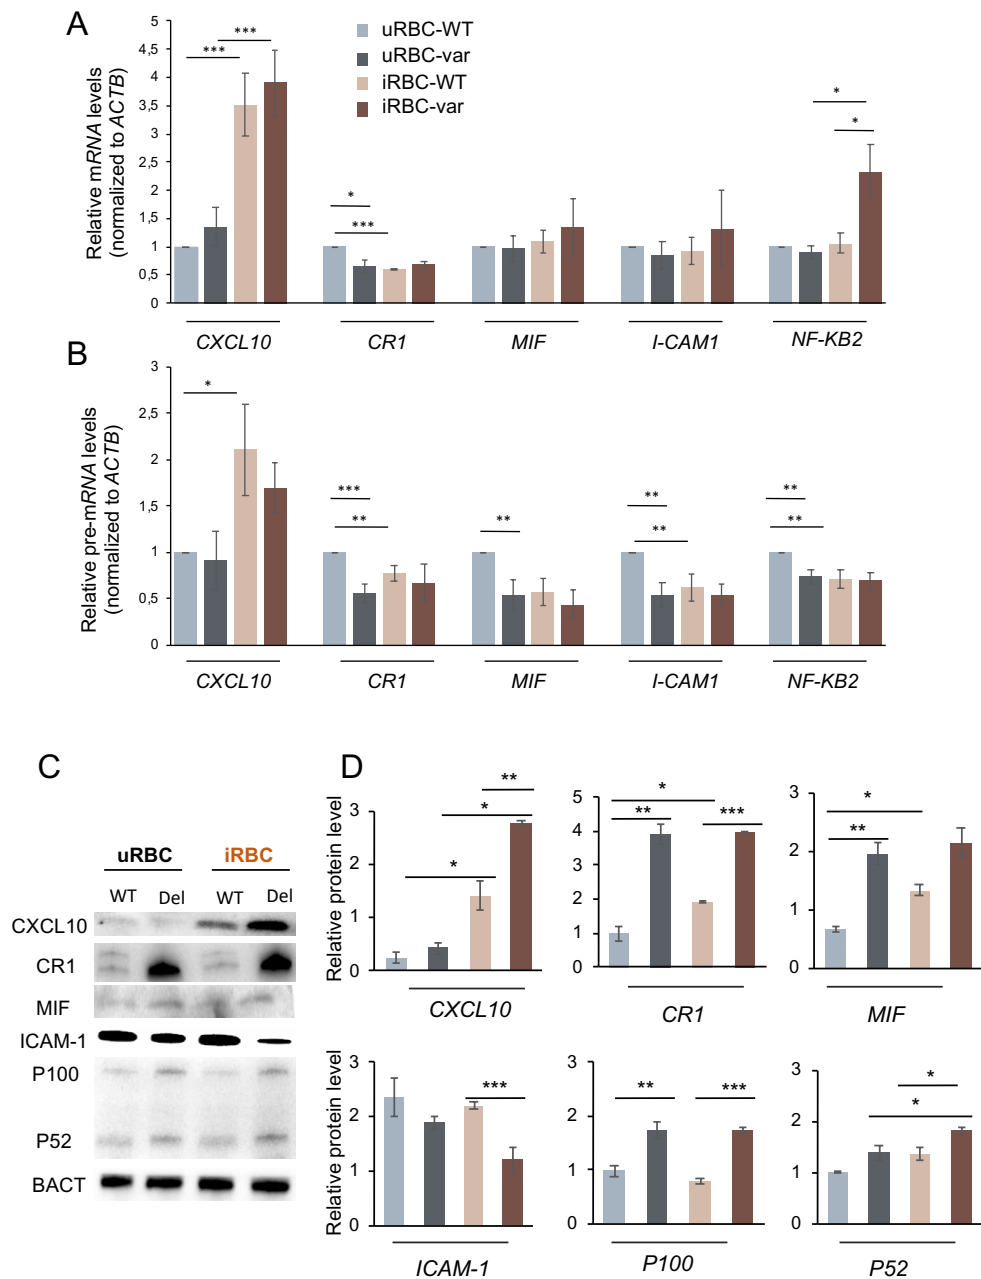 A
uRBC-WT
uRBC-var
iRBC-WT
iRBC-var
Relative mRNA levels
(normalized to ACTB)
5
4,5
4
3,5
3
2,5
2
1,5
1
0,5
0
***
***
*
***
*
*
CXCL10
CR1
MIF
I-CAM1
NF-KB2
B
Relative pre-mRNA levels
(normalized to ACTB)
3
2,5
2
1,5
1
0,5
0
*
***
**
**
**
**
**
**
CXCL10
CR1
MIF
I-CAM1
NF-KB2
C
uRBC
iRBC
WT
Del
WT
Del
CXCL10
CR1
MIF
ICAM-1
P100
P52
BACT
D
Relative protein level
3
2
1
0
**
*
*
CXCL10
5
4
3
2
1
0
*
**
***
CR1
3
2
1
0
*
**
MIF
Relative protein level
3
2
1
0
***
ICAM-1
3
2
1
0
**
***
P100
3
2
1
0
*
*
P52